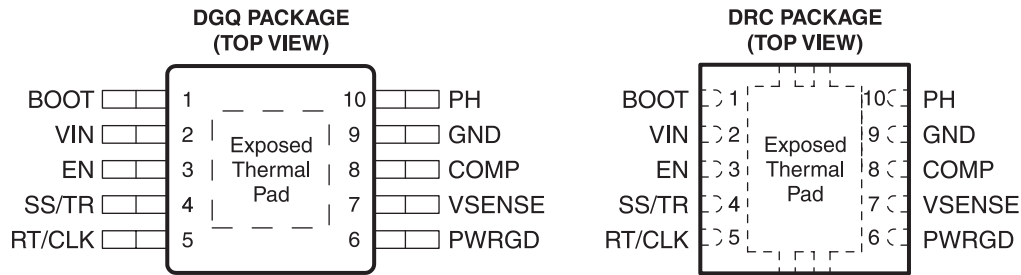 DGQ PACKAGE
(TOP VIEW)
BOOT 1 10 PH
VIN 2 9 GND
EN 3 8 COMP
SS/TR 4 7 VSENSE
RT/CLK 5 6 PWRGD
Exposed
Thermal
Pad
DRC PACKAGE
(TOP VIEW)
BOOT 1 10 PH
VIN 2 9 GND
EN 3 8 COMP
SS/TR 4 7 VSENSE
RT/CLK 5 6 PWRGD
Exposed
Thermal
Pad